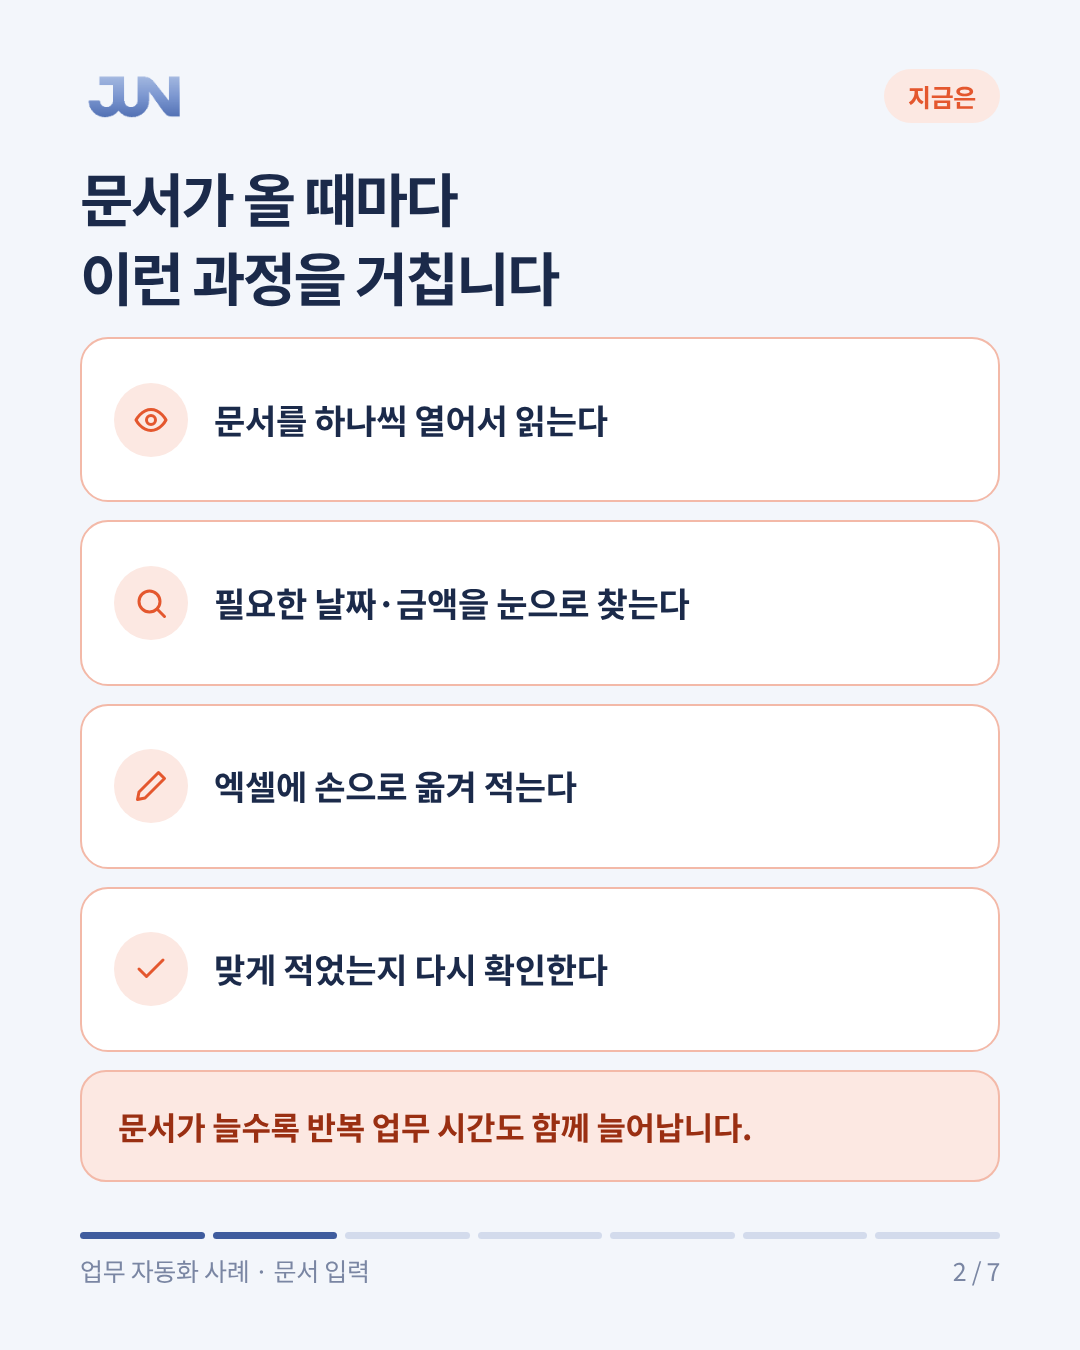 JUN
지금은
문서가 올 때마다
이런 과정을 거칩니다
문서를 하나씩 열어서 읽는다
필요한 날짜·금액을 눈으로 찾는다
엑셀에 손으로 옮겨 적는다
맞게 적었는지 다시 확인한다
문서가 늘수록 반복 업무 시간도 함께 늘어납니다.
업무 자동화 사례 · 문서 입력
2 / 7